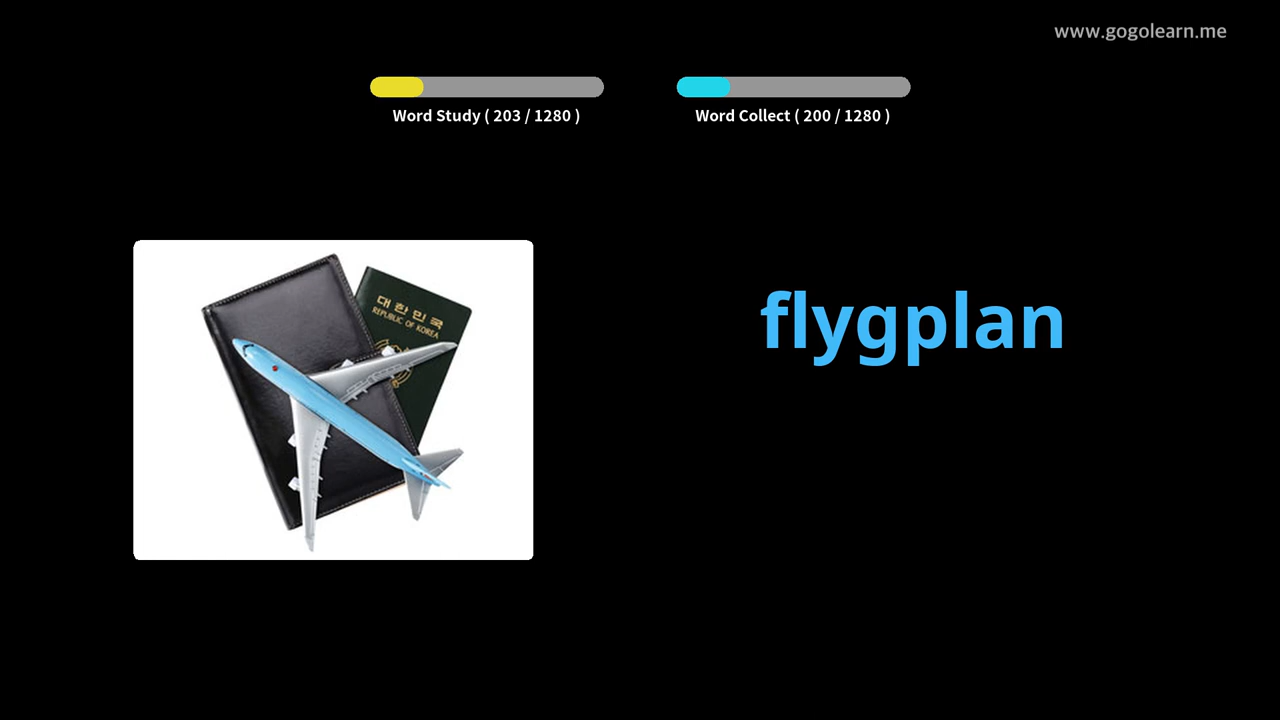 www.gogolearn.me
Word Study ( 203 / 1280 )
Word Collect ( 200 / 1280 )
대한민국
REPUBLIC OF KOREA
flygplan